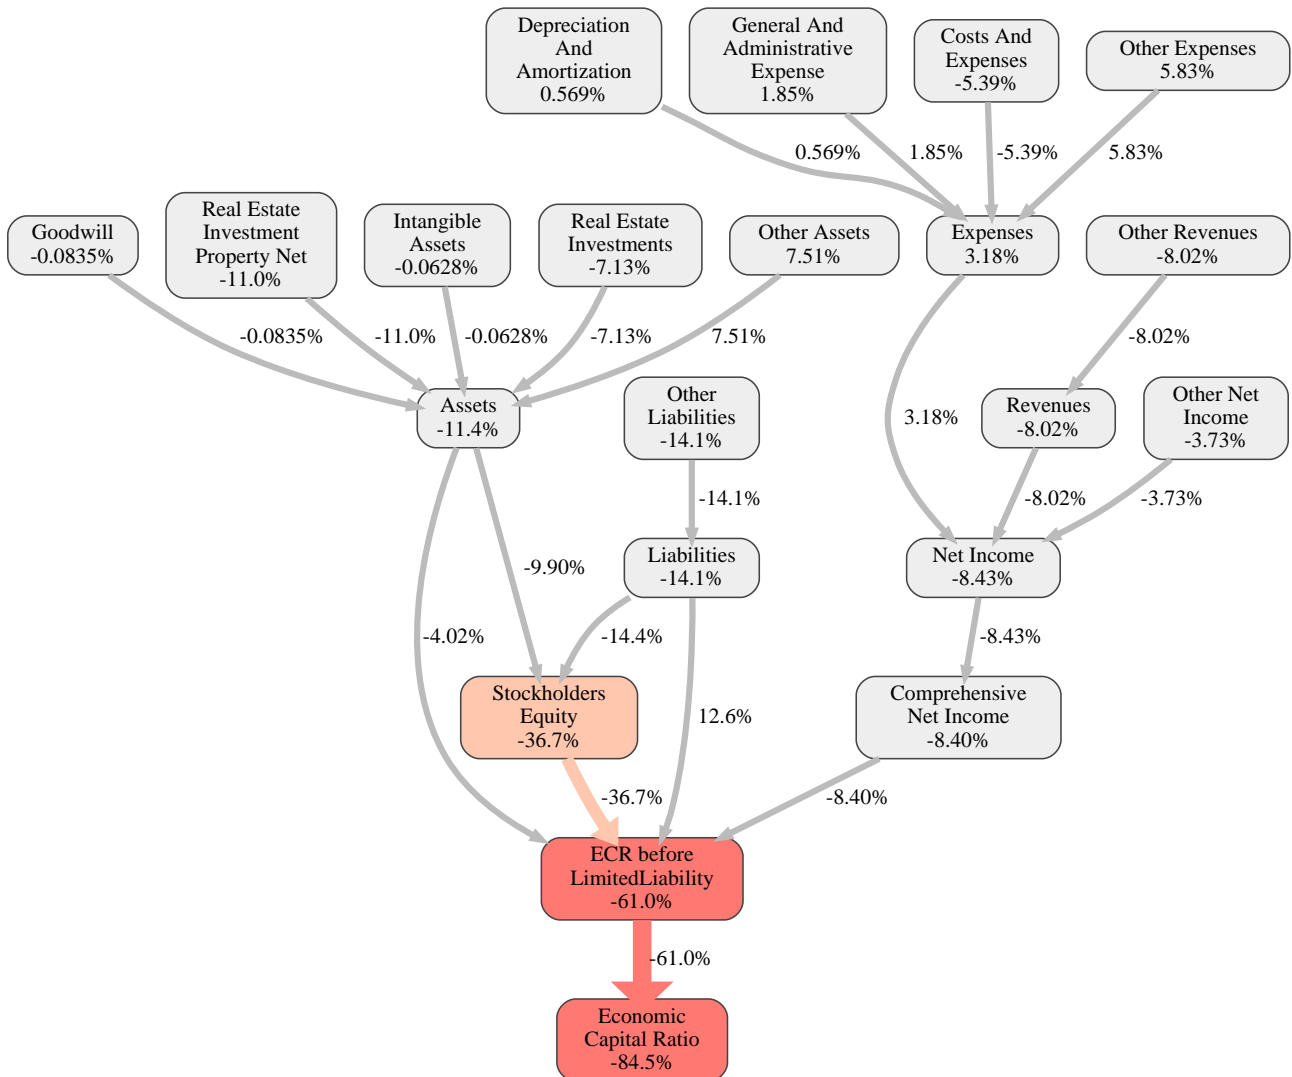 Depreciation
And
Amortization
0.569%
General And
Administrative
Expense
1.85%
Costs And
Expenses
-5.39%
Other Expenses
5.83%
0.569%
1.85%
-5.39%
5.83%
Goodwill
-0.0835%
Real Estate
Investment
Property Net
-11.0%
Intangible
Assets
-0.0628%
Real Estate
Investments
-7.13%
Other Assets
7.51%
Expenses
3.18%
Other Revenues
-8.02%
-0.0835%
-11.0%
-0.0628%
-7.13%
7.51%
-8.02%
Assets
-11.4%
Other
Liabilities
-14.1%
3.18%
Revenues
-8.02%
Other Net
Income
-3.73%
-14.1%
-8.02%
-3.73%
-9.90%
Liabilities
-14.1%
Net Income
-8.43%
-4.02%
-14.4%
-8.43%
Stockholders
Equity
-36.7%
12.6%
Comprehensive
Net Income
-8.40%
-36.7%
-8.40%
ECR before
LimitedLiability
-61.0%
-61.0%
Economic
Capital Ratio
-84.5%